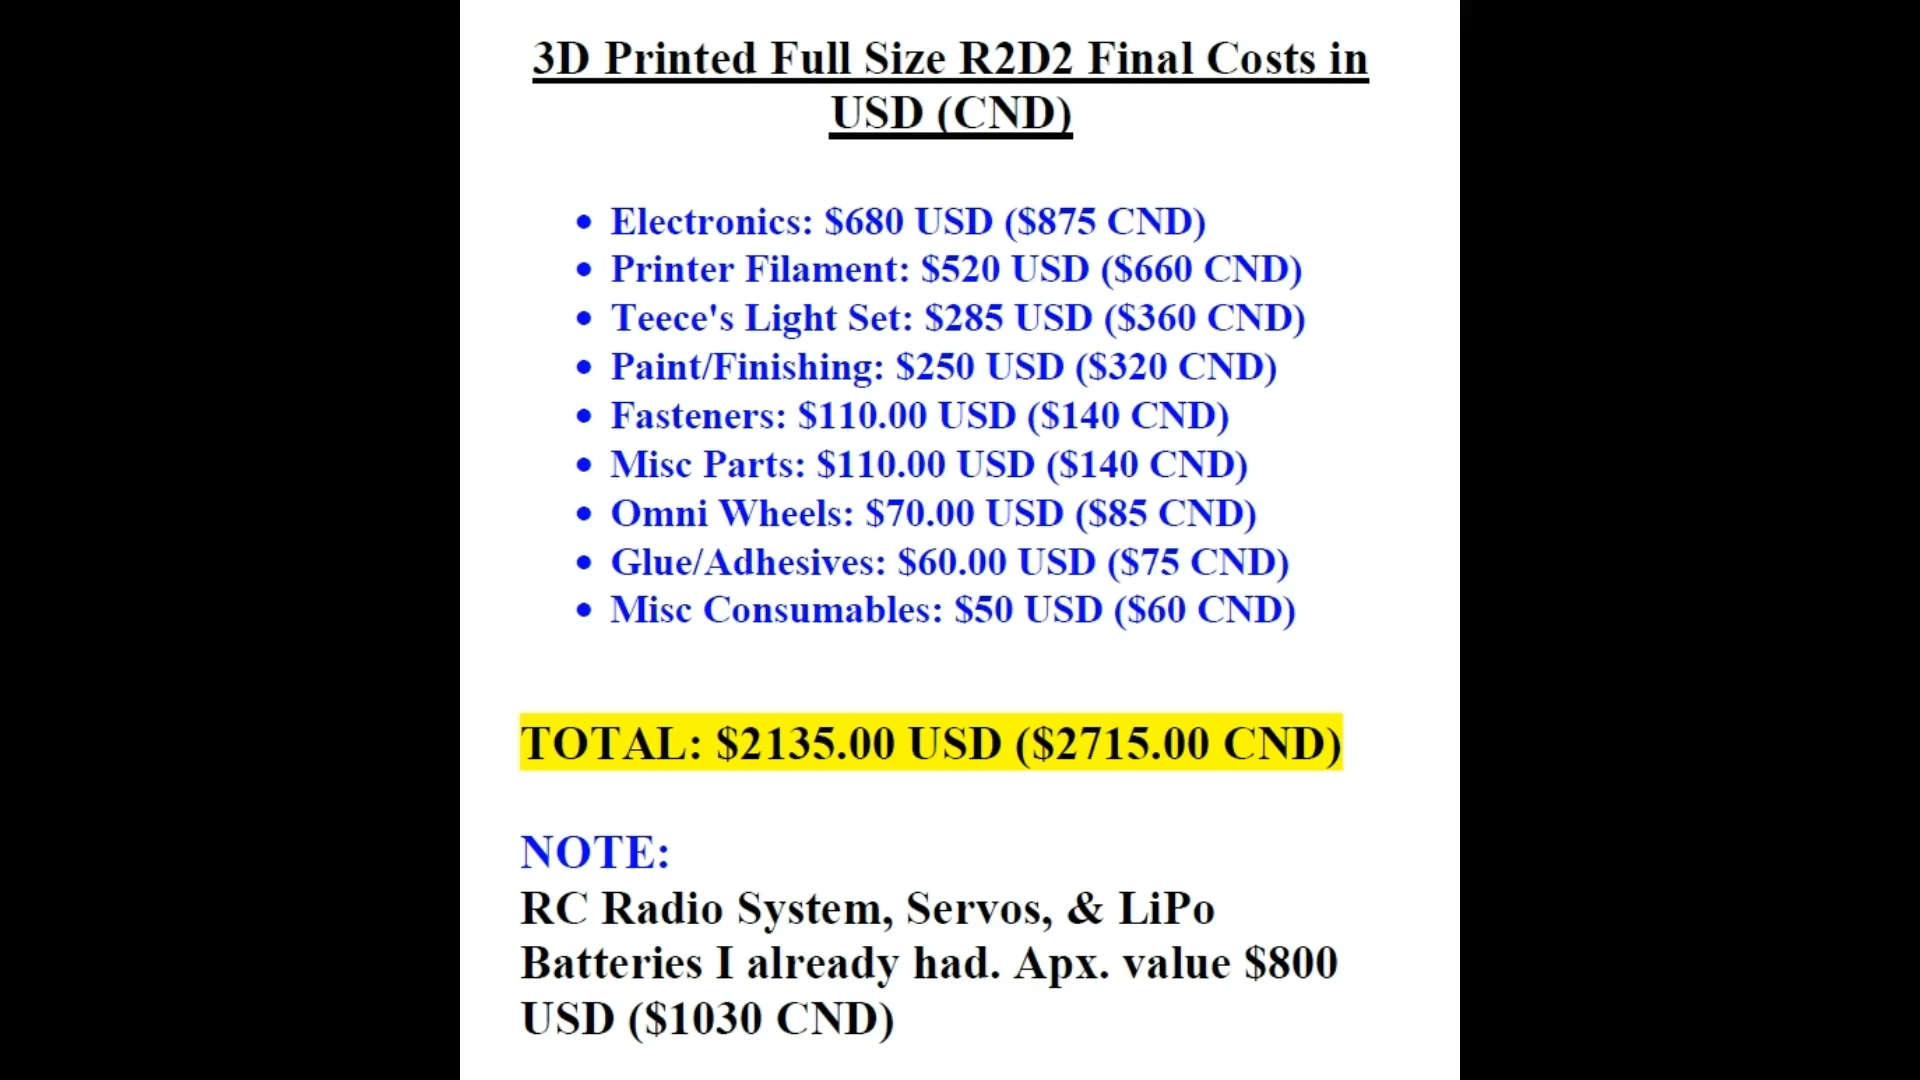 3D Printed Full Size R2D2 Final Costs in
USD (CND)
• Electronics: $680 USD ($875 CND)
• Printer Filament: $520 USD ($660 CND)
• Teece's Light Set: $285 USD ($360 CND)
• Paint/Finishing: $250 USD ($320 CND)
• Fasteners: $110.00 USD ($140 CND)
• Misc Parts: $110.00 USD ($140 CND)
• Omni Wheels: $70.00 USD ($85 CND)
• Glue/Adhesives: $60.00 USD ($75 CND)
• Misc Consumables: $50 USD ($60 CND)
TOTAL: $2135.00 USD ($2715.00 CND)
NOTE:
RC Radio System, Servos, & LiPo
Batteries I already had. Apx. value $800
USD ($1030 CND)